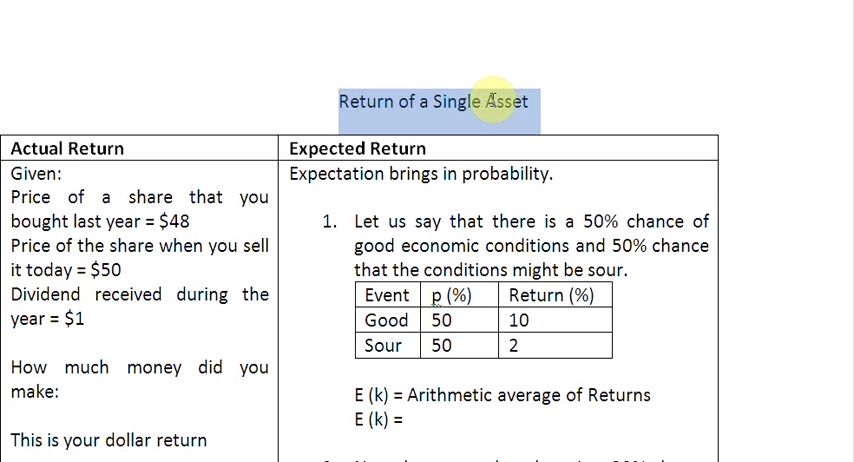 Return of a Single Asset
Actual Return
Given:
Price of a share that you
bought last year = $48
Price of the share when you sell
it today = $50
Dividend received during the
year = $1
How much money did you
make:
This is your dollar return
Expected Return
Expectation brings in probability.
1. Let us say that there is a 50% chance of
good economic conditions and 50% chance
that the conditions might be sour.
Event p (%) Return (%)
Good 50 10
Sour 50 2
E (k) = Arithmetic average of Returns
E (k) =